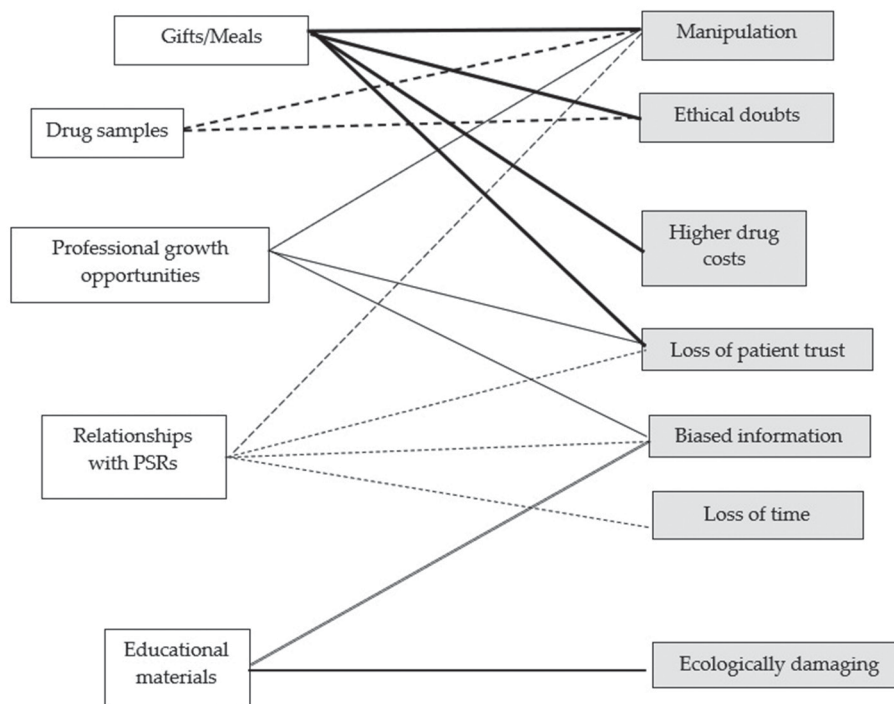 Gifts/Meals
Drug samples
Professional growth
opportunities
Relationships
with PSRs
Educational
materials
Manipulation
Ethical doubts
Higher drug
costs
Loss of patient trust
Biased information
Loss of time
Ecologically damaging